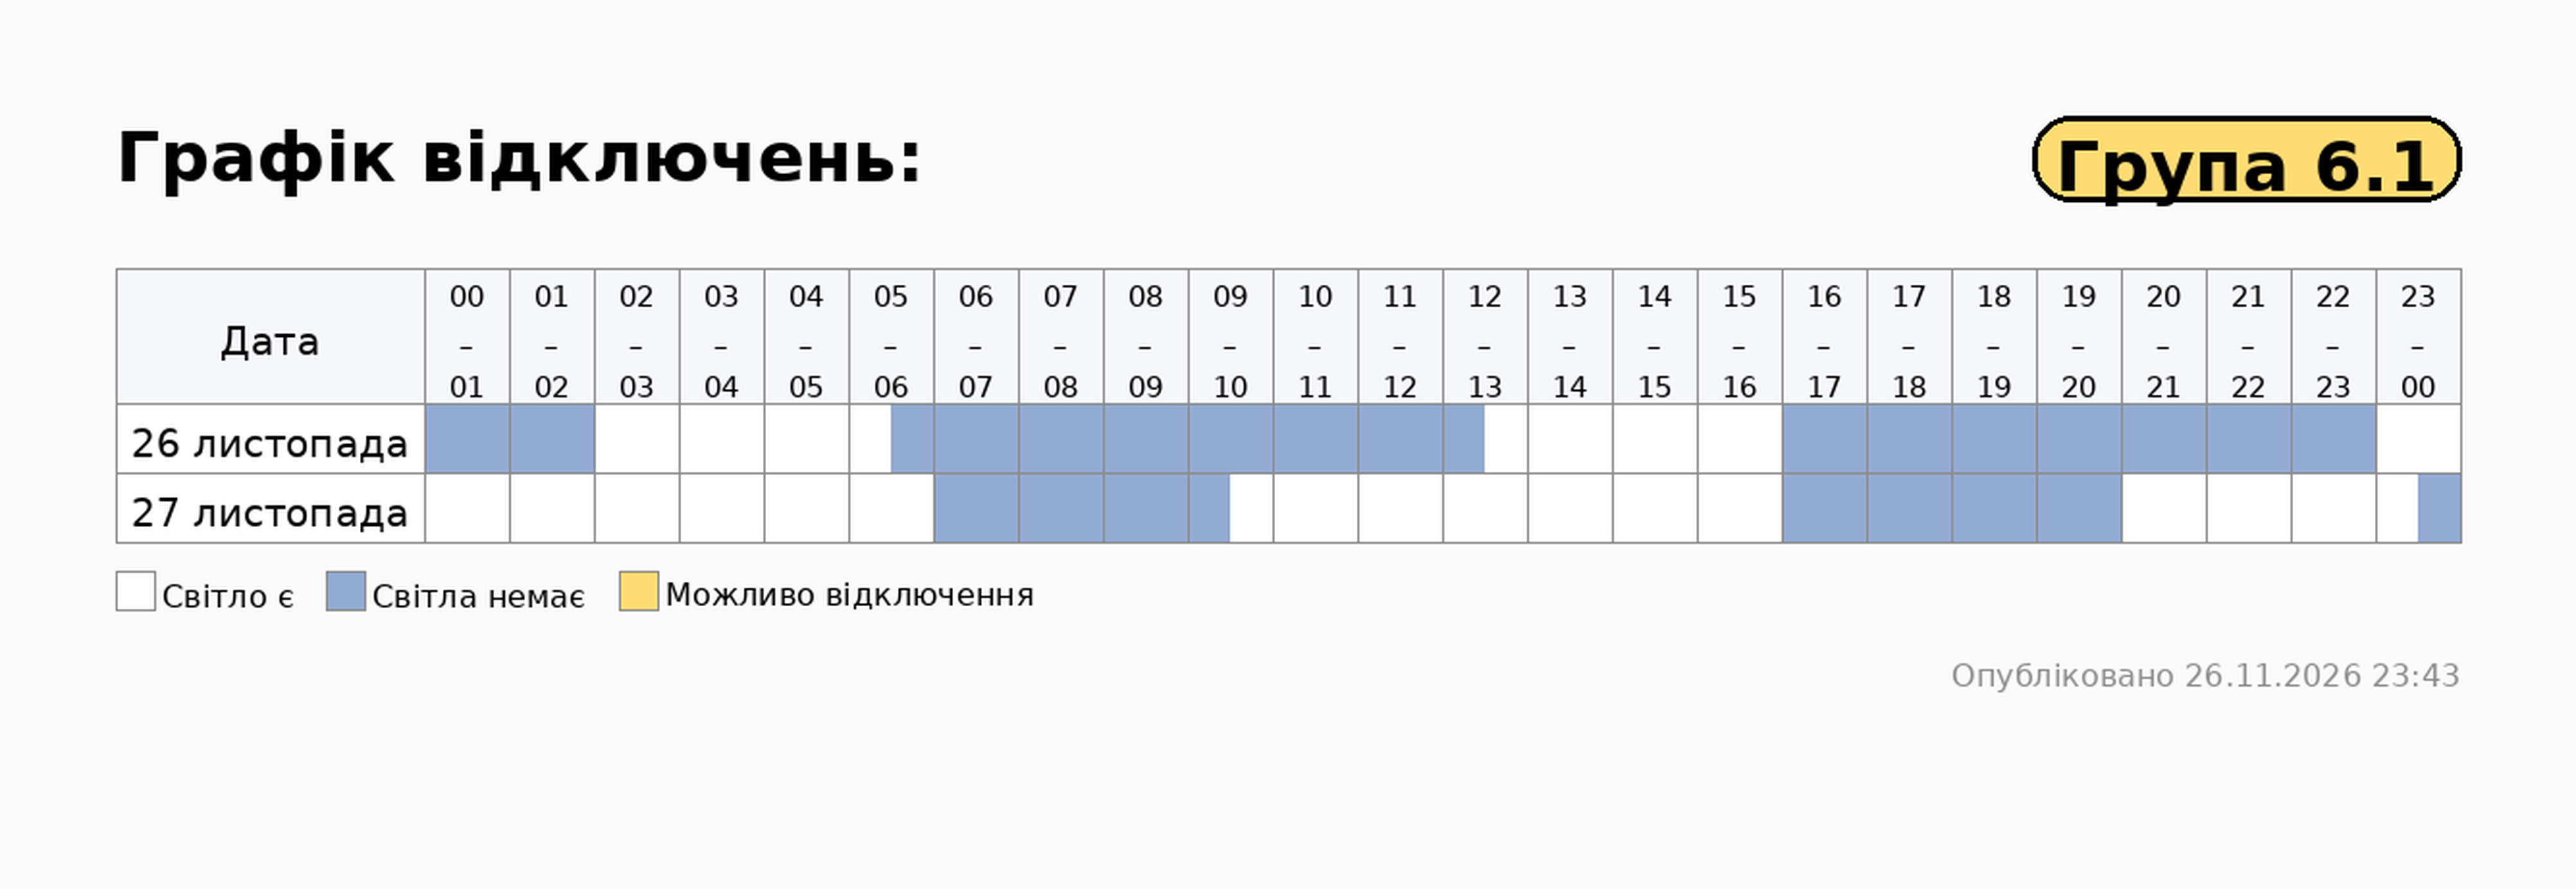 Графік відключень:
Група 6.1
Дата
00 – 01
01 – 02
02 – 03
03 – 04
04 – 05
05 – 06
06 – 07
07 – 08
08 – 09
09 – 10
10 – 11
11 – 12
12 – 13
13 – 14
14 – 15
15 – 16
16 – 17
17 – 18
18 – 19
19 – 20
20 – 21
21 – 22
22 – 23
23 – 00
26 листопада
27 листопада
Світло є
Світла немає
Можливо відключення
Опубліковано 26.11.2026 23:43